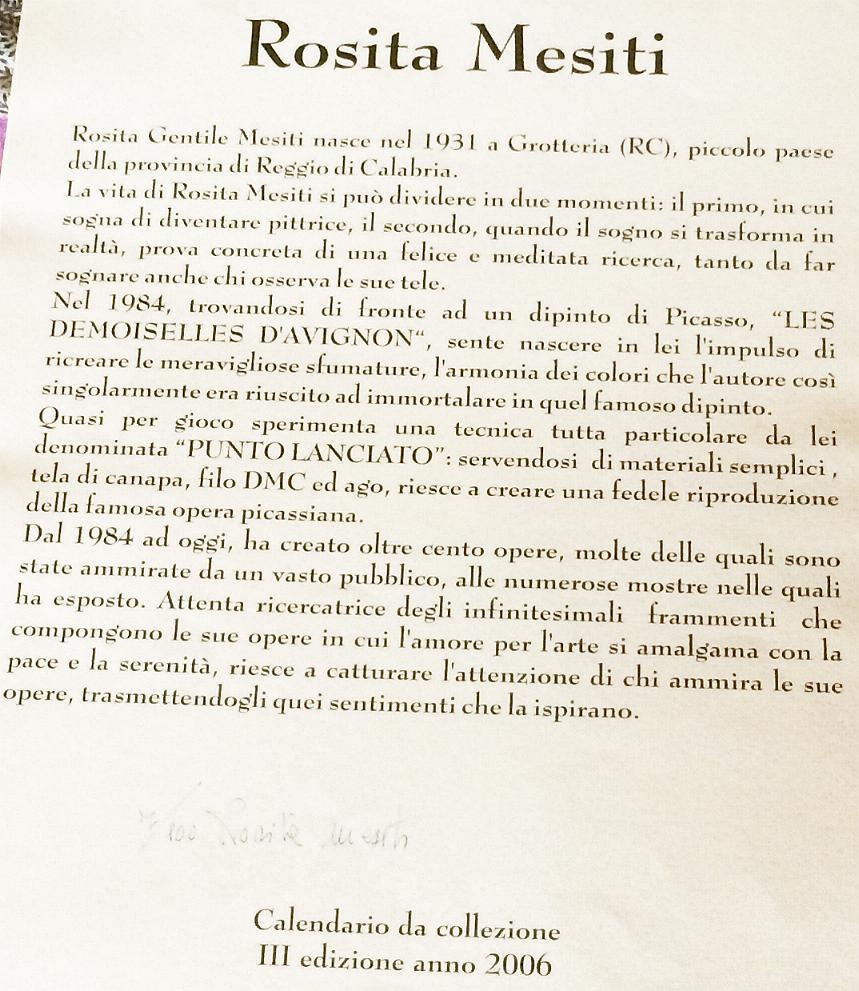 Rosita Mesiti
Rosita Gentile Mesiti nasce nel 1931 a Grotteria (RC), piccolo paese
della provincia di Reggio di Calabria.
La vita di Rosita Mesiti si può dividere in due momenti: il primo, in cui
sogna di diventare pittrice, il secondo, quando il sogno si trasforma in
realtà, prova concreta di una felice e meditata ricerca, tanto da far
sognare anche chi osserva le sue tele.
Nel 1984, trovandosi di fronte ad un dipinto di Picasso, "LES
DEMOISELLES D'AVIGNON“, sente nascere in lei l'impulso di
ricreare le meravigliose sfumature, l'armonia dei colori che l'autore così
singolarmente era riuscito ad immortalare in quel famoso dipinto.
Quasi per gioco sperimenta una tecnica tutta particolare da lei
denominata "PUNTO LANCIATO": servendosi di materiali semplici ,
tela di canapa, filo DMC ed ago, riesce a creare una fedele riproduzione
della famosa opera picassiana.
Dal 1984 ad oggi, ha creato oltre cento opere, molte delle quali sono
state ammirate da un vasto pubblico, alle numerose mostre nelle quali
ha esposto. Attenta ricercatrice degli infinitesimali frammenti che
compongono le sue opere in cui l'amore per l'arte si amalgama con la
pace e la serenità, riesce a catturare l'attenzione di chi ammira le sue
opere, trasmettendogli quei sentimenti che la ispirano.
Calendario da collezione
III edizione anno 2006